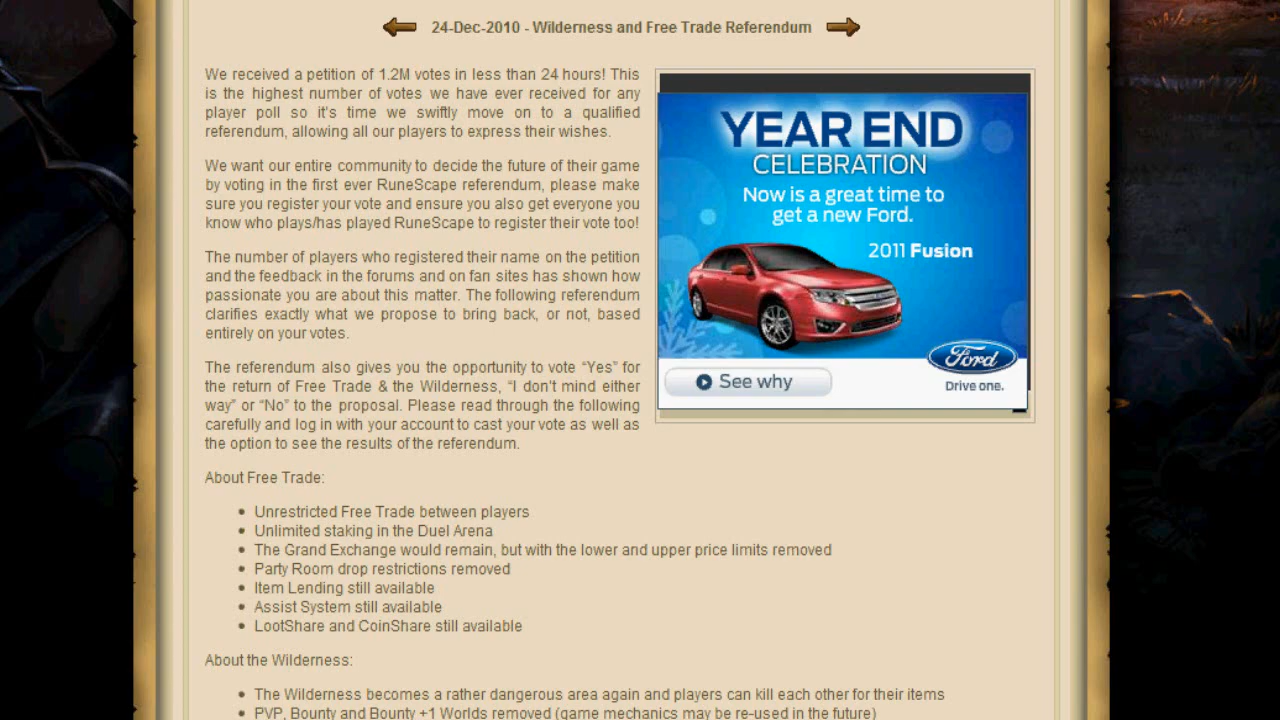 24-Dec-2010 - Wilderness and Free Trade Referendum
We received a petition of 1.2M votes in less than 24 hours! This
is the highest number of votes we have ever received for any
player poll so it's time we swiftly move on to a qualified
referendum, allowing all our players to express their wishes.
We want our entire community to decide the future of their game
by voting in the first ever RuneScape referendum, please make
sure you register your vote and ensure you also get everyone you
know who plays/has played RuneScape to register their vote too!
The number of players who registered their name on the petition
and the feedback in the forums and on fan sites has shown how
passionate you are about this matter. The following referendum
clarifies exactly what we propose to bring back, or not, based
entirely on your votes.
The referendum also gives you the opportunity to vote “Yes” for
the return of Free Trade & the Wilderness, “I don't mind either
way” or “No” to the proposal. Please read through the following
carefully and log in with your account to cast your vote as well as
the option to see the results of the referendum.
YEAR END
CELEBRATION
Now is a great time to
get a new Ford.
2011 Fusion
Ford
See why
Drive one.
About Free Trade:
• Unrestricted Free Trade between players
• Unlimited staking in the Duel Arena
• The Grand Exchange would remain, but with the lower and upper price limits removed
• Party Room drop restrictions removed
• Item Lending still available
• Assist System still available
• LootShare and CoinShare still available
About the Wilderness:
• The Wilderness becomes a rather dangerous area again and players can kill each other for their items
• PVP, Bounty and Bounty +1 Worlds removed (game mechanics may be re-used in the future)